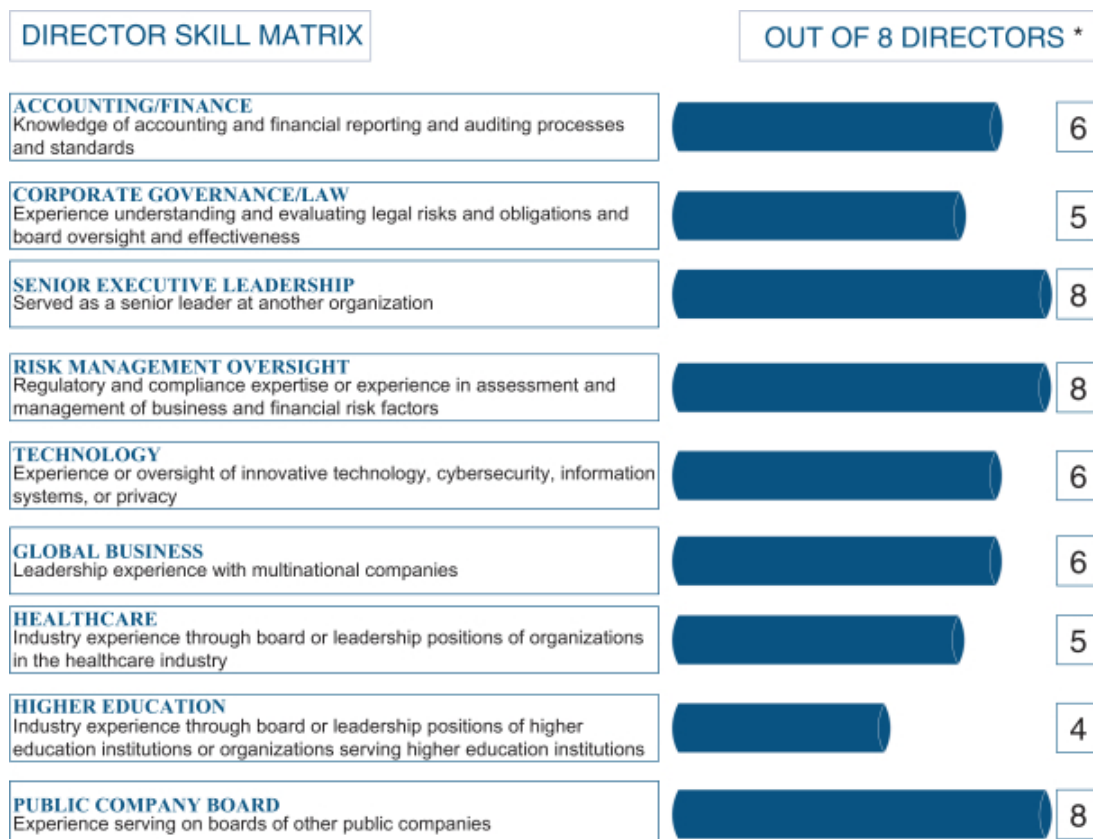 DIRECTOR SKILL MATRIX
OUT OF 8 DIRECTORS *
ACCOUNTING/FINANCE
Knowledge of accounting and financial reporting and auditing processes
and standards
6
CORPORATE GOVERNANCE/LAW
Experience understanding and evaluating legal risks and obligations and
board oversight and effectiveness
5
SENIOR EXECUTIVE LEADERSHIP
Served as a senior leader at another organization
8
RISK MANAGEMENT OVERSIGHT
Regulatory and compliance expertise or experience in assessment and
management of business and financial risk factors
8
TECHNOLOGY
Experience or oversight of innovative technology, cybersecurity, information
systems, or privacy
6
GLOBAL BUSINESS
Leadership experience with multinational companies
6
HEALTHCARE
Industry experience through board or leadership positions of organizations
in the healthcare industry
5
HIGHER EDUCATION
Industry experience through board or leadership positions of higher
education institutions or organizations serving higher education institutions
4
PUBLIC COMPANY BOARD
Experience serving on boards of other public companies
8